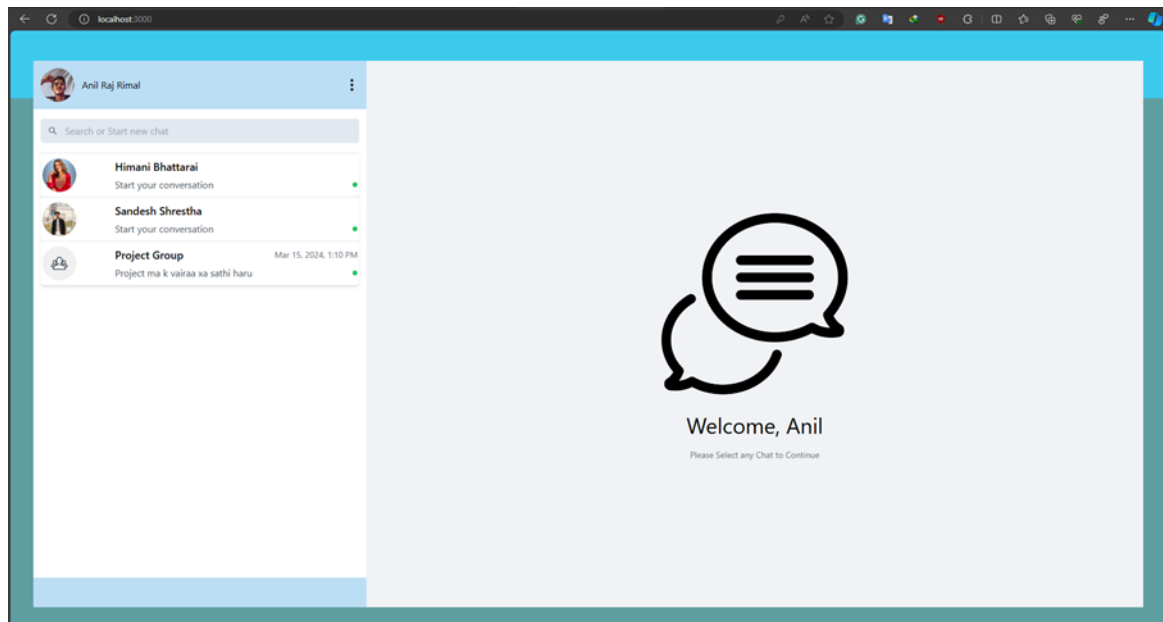 localhost:3000
Anil Raj Rimal
Search or Start new chat
Himani Bhattarai
Start your conversation
Sandesh Shrestha
Start your conversation
Project Group
Mar 15, 2024, 1:10 PM
Project ma k vairaa xa sathi haru
Welcome, Anil
Please Select any Chat to Continue